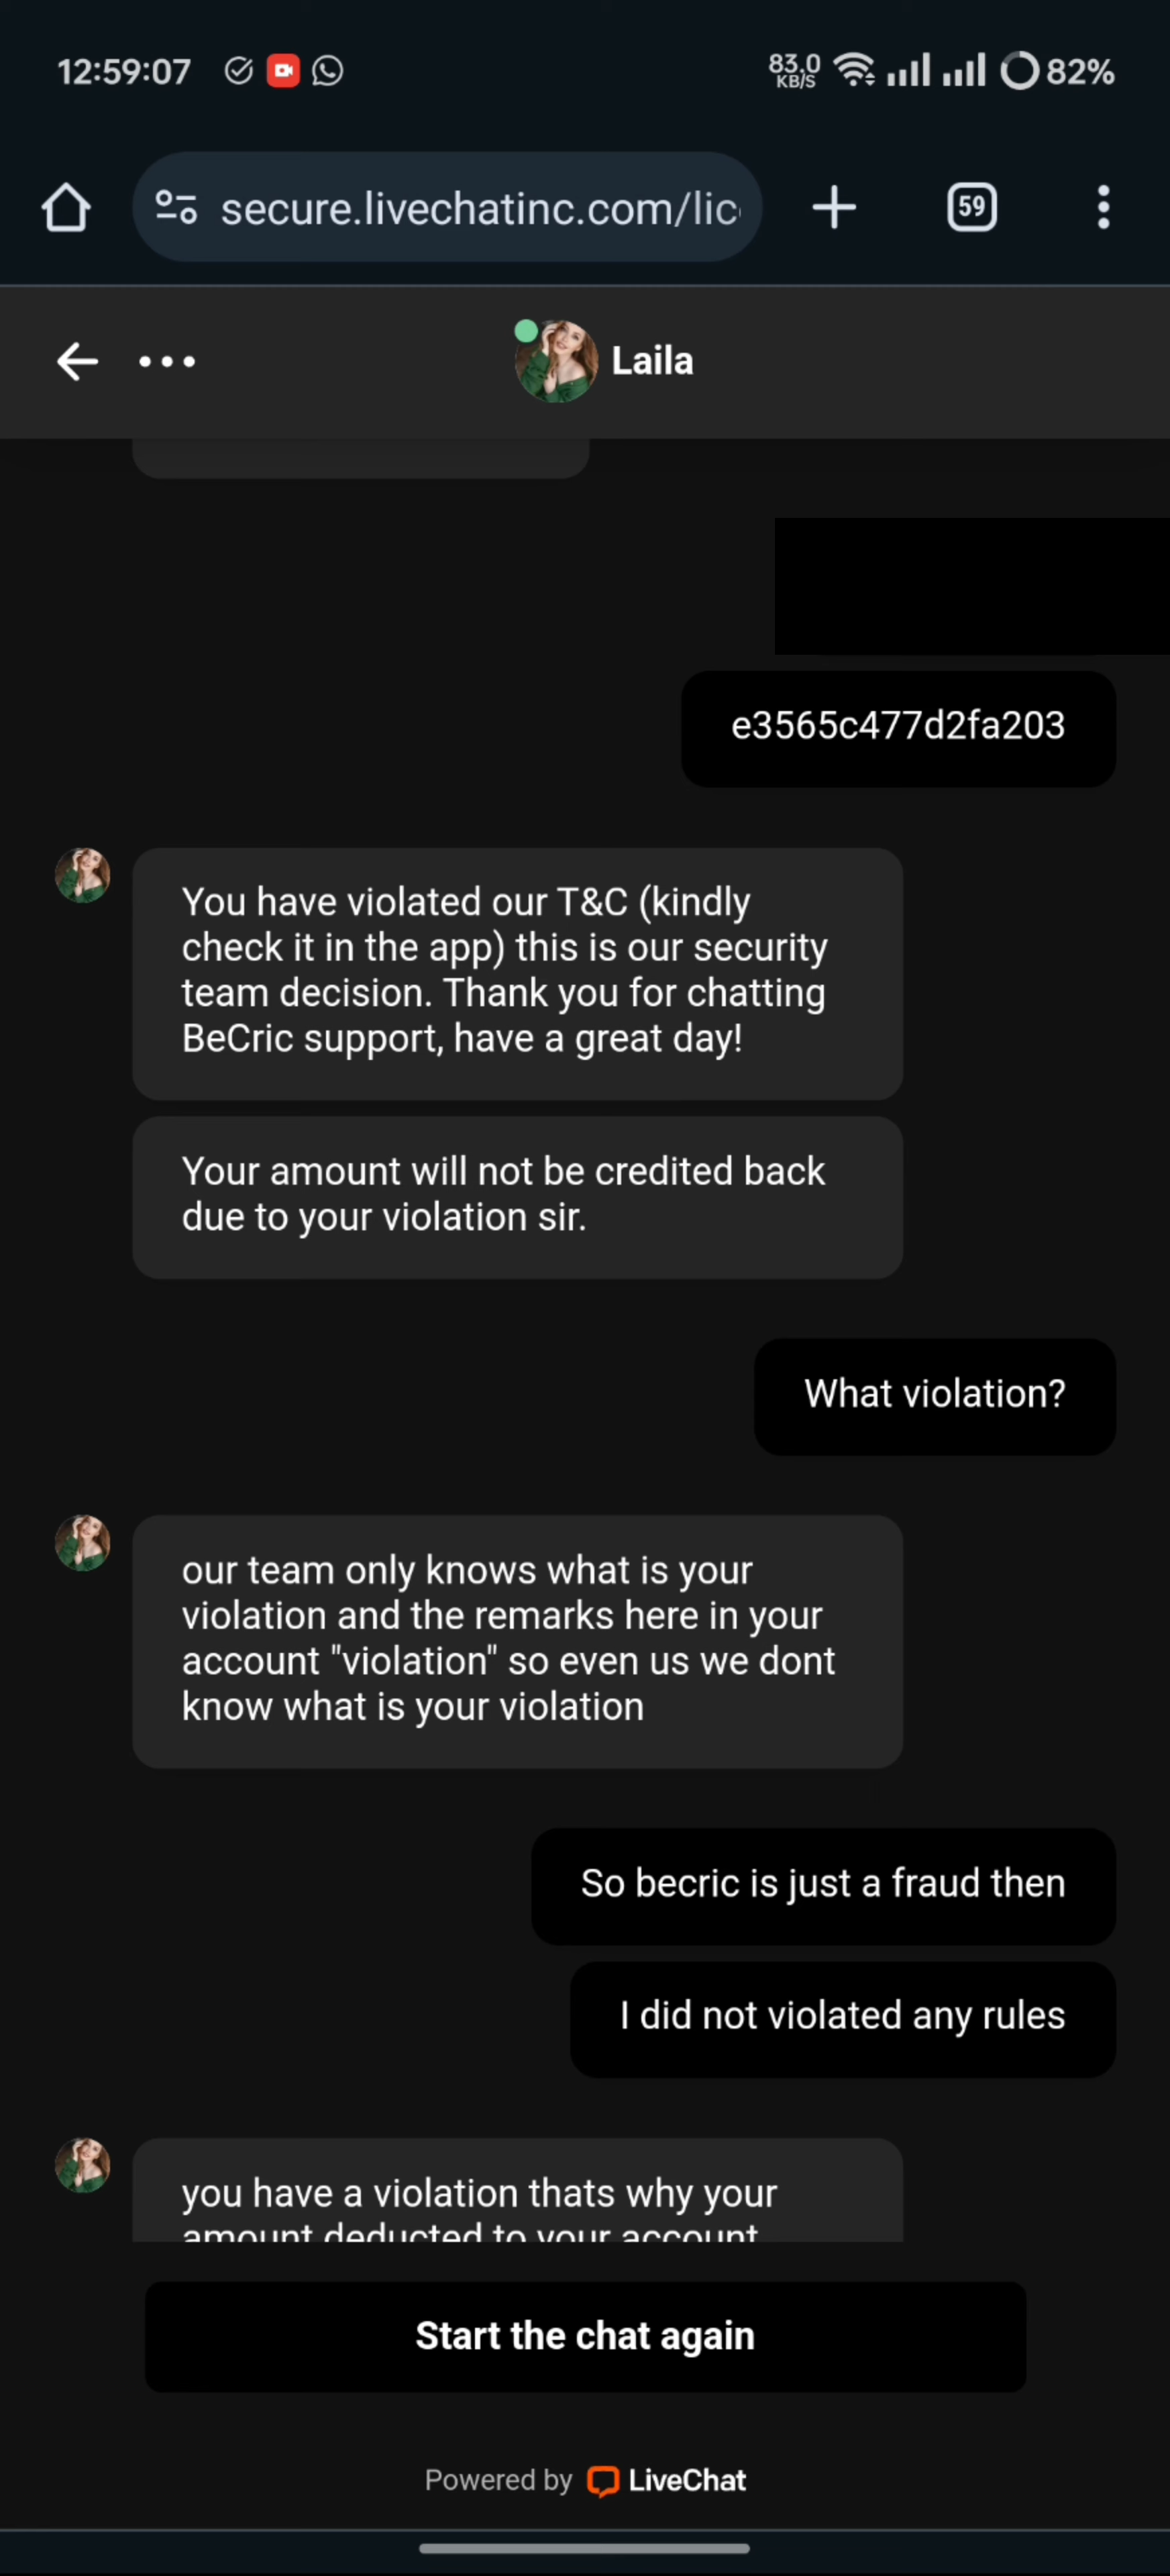 12:59:07
83.0
KB/S
82%
secure.livechatinc.com/lic
59
Laila
e3565c477d2fa203
You have violated our T&C (kindly
check it in the app) this is our security
team decision. Thank you for chatting
BeCric support, have a great day!
Your amount will not be credited back
due to your violation sir.
What violation?
our team only knows what is your
violation and the remarks here in your
account "violation" so even us we dont
know what is your violation
So becric is just a fraud then
I did not violated any rules
you have a violation thats why your
amount deducted to your account
Start the chat again
Powered by LiveChat